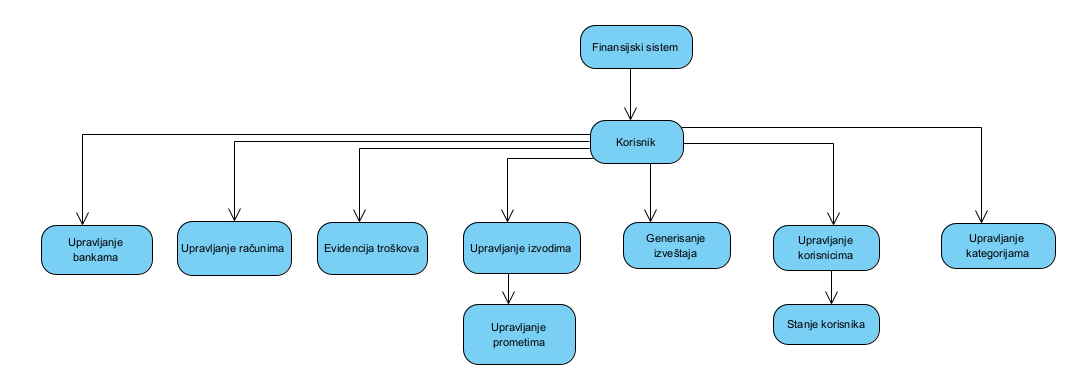 Finansijski sistem
Korisnik
Upravljanje
bankama
Upravljanje računima
Evidencija troškova
Upravljanje izvodima
Generisanje
izveštaja
Upravljanje
korisnicima
Upravljanje
kategorijama
Upravljanje
prometima
Stanje korisnika